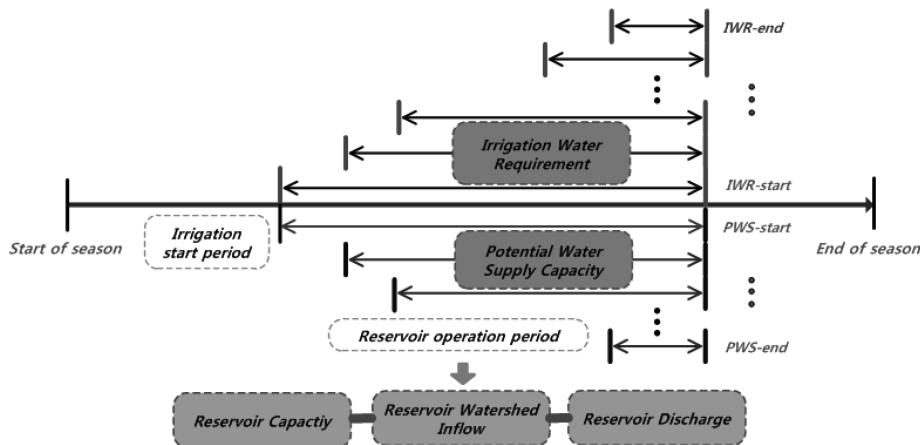 IWR-end
Irrigation Water
Requirement
IWR-start
Start of season
Irrigation
start period
PWS-start
End of season
Potential Water
Supply Capacity
Reservoir operation period
PWS-end
Reservoir Capactiy
Reservoir Watershed
Inflow
Reservoir Discharge